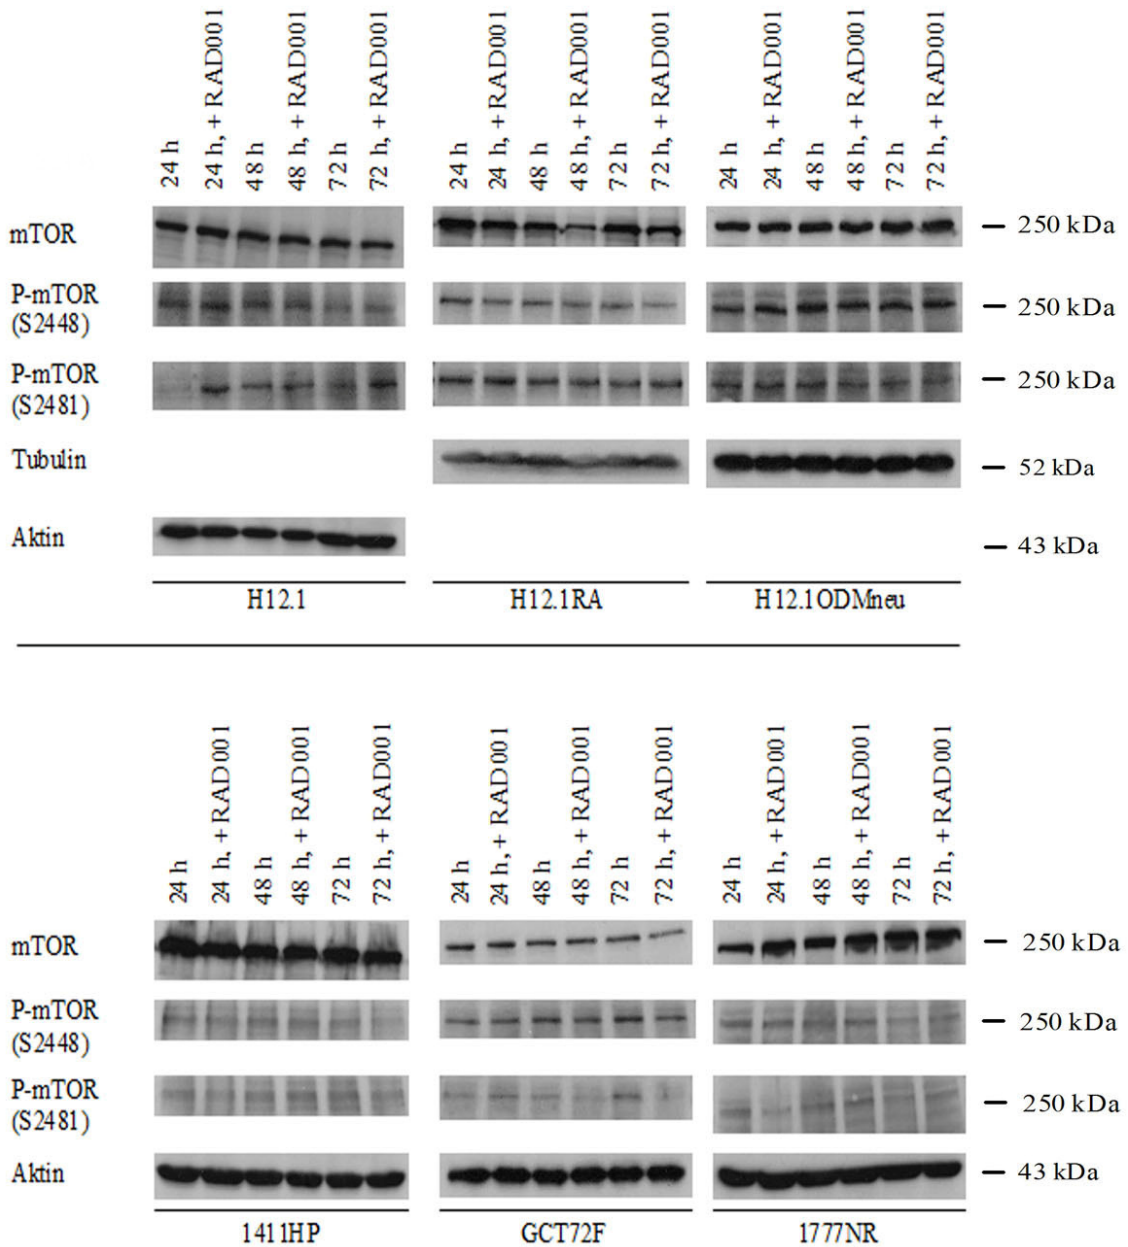 24 h
24 h, + RAD001
48 h
48 h, + RAD001
72 h
72 h, + RAD001
24 h
24 h, + RAD001
48 h
48 h, + RAD001
72 h
72 h, + RAD001
24 h
24 h, + RAD001
48 h
48 h, + RAD001
72 h
72 h, + RAD001
mTOR
250 kDa
P-mTOR
(S2448)
250 kDa
P-mTOR
(S2481)
250 kDa
Tubulin
52 kDa
Aktin
43 kDa
H12.1
H12.1RA
H12.1ODMneu
24 h
24 h, + RAD001
48 h
48 h, + RAD001
72 h
72 h, + RAD001
24 h
24 h, + RAD001
48 h
48 h, + RAD001
72 h
72 h, + RAD001
24 h
24 h, + RAD001
48 h
48 h, + RAD001
72 h
72 h, + RAD001
mTOR
250 kDa
P-mTOR
(S2448)
250 kDa
P-mTOR
(S2481)
250 kDa
Aktin
43 kDa
1411HP
GCT72F
1777NR